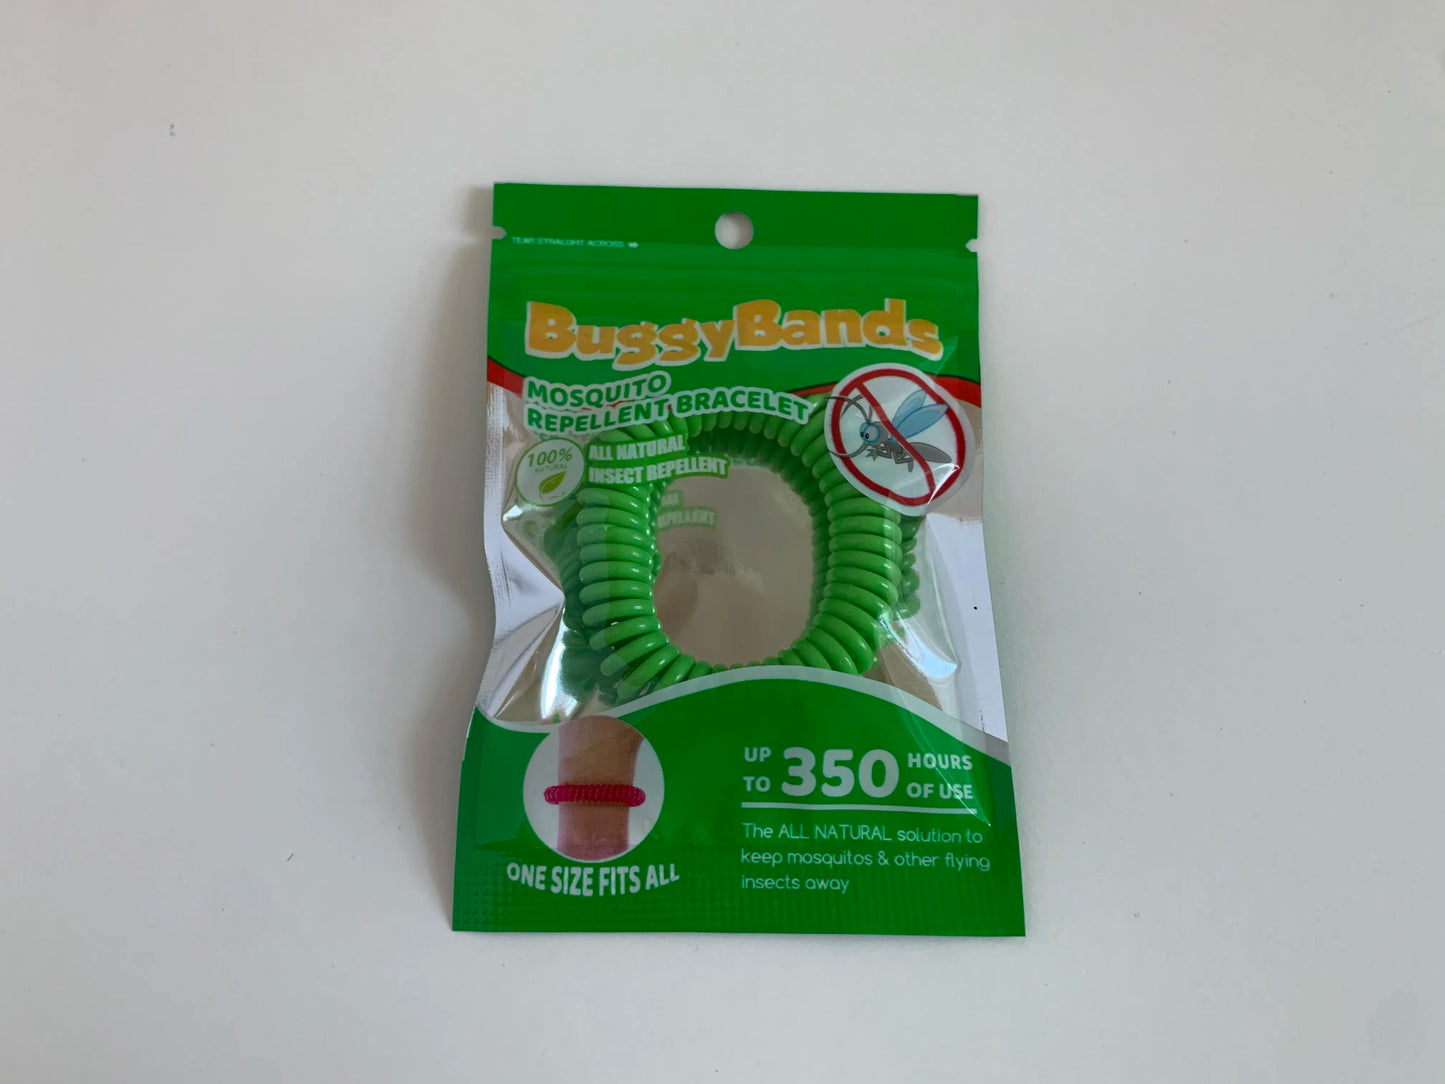 TEAR STRAIGHT ACROSS
BuggyBands
MOSQUITO
REPELLENT BRACELET
100%
NATURAL
ALL NATURAL
INSECT REPELLENT
REPELLENT
UP
TO
350
HOURS
OF USE
The ALL NATURAL solution to
keep mosquitos & other flying
insects away
ONE SIZE FITS ALL